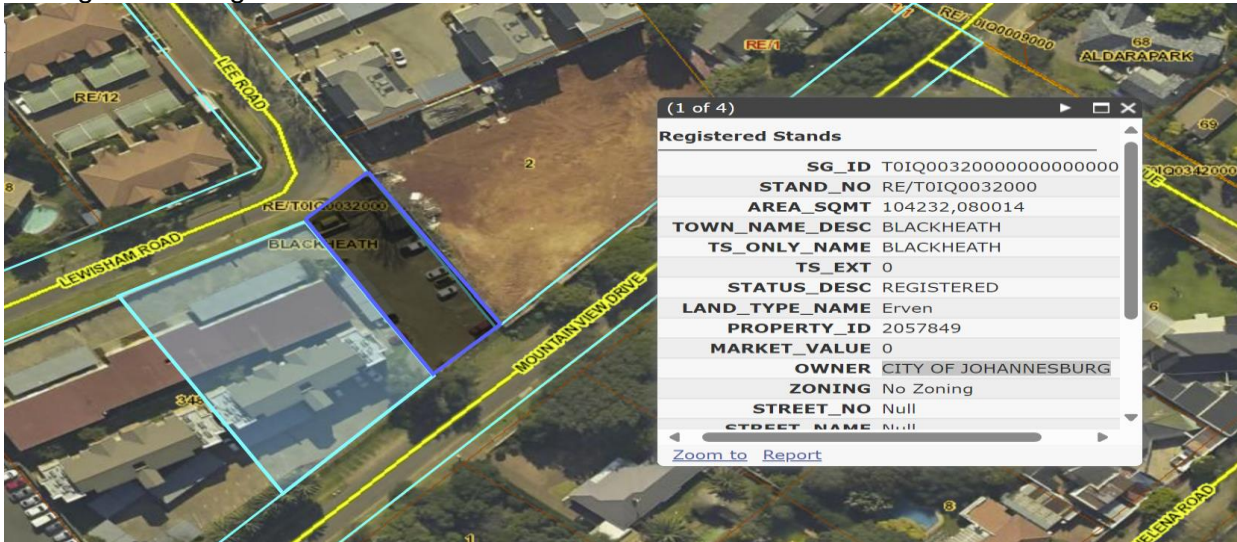 RE/12
LEE ROAD
8
RE/T0IQ0032000
BLACKHEATH
LEWISHAM ROAD
2
MOUNTAIN VIEW DRIVE
1
RE/1
68
ALDARAPARK
69
6
8
HELENA ROAD
(1 of 4)
Registered Stands
SG_ID T0IQ00320000000000000
STAND_NO RE/T0IQ0032000
AREA_SQMT 104232,080014
TOWN_NAME_DESC BLACKHEATH
TS_ONLY_NAME BLACKHEATH
TS_EXT 0
STATUS_DESC REGISTERED
LAND_TYPE_NAME Erven
PROPERTY_ID 2057849
MARKET_VALUE 0
OWNER CITY OF JOHANNESBURG
ZONING No Zoning
STREET_NO Null
STREET_NAME Null
Zoom to Report